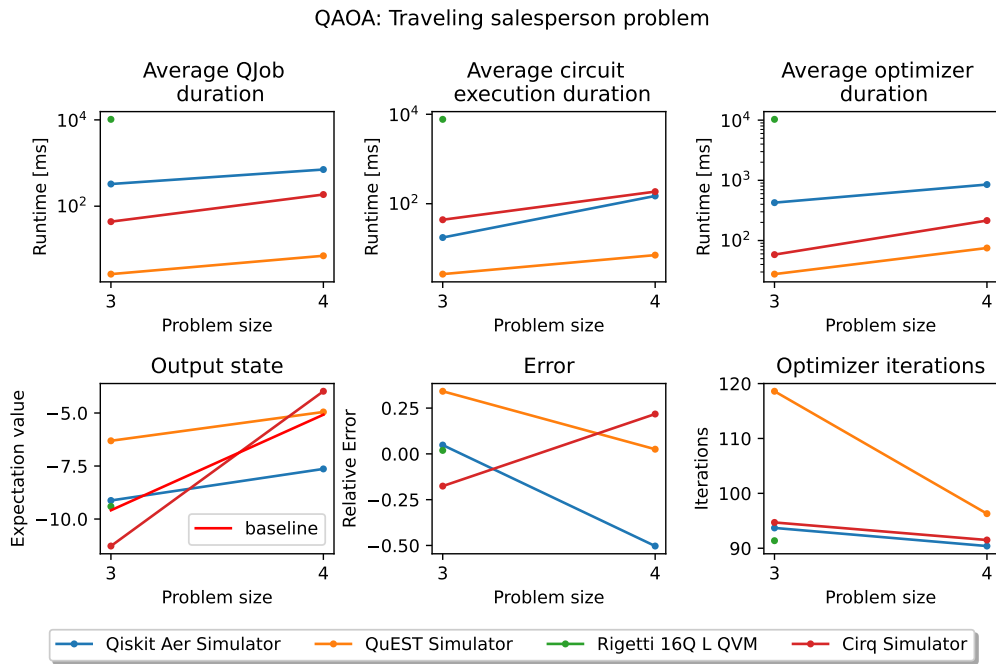 QAOA: Traveling salesperson problem
Average QJob
duration
Runtime [ms]
10^4
10^2
3
4
Problem size
Average circuit
execution duration
Runtime [ms]
10^4
10^2
3
4
Problem size
Average optimizer
duration
Runtime [ms]
10^4
10^3
10^2
3
4
Problem size
Output state
Expectation value
−5.0
−7.5
−10.0
baseline
3
4
Problem size
Error
Relative Error
0.25
0.00
−0.25
−0.50
3
4
Problem size
Optimizer iterations
Iterations
120
110
100
90
3
4
Problem size
Qiskit Aer Simulator
QuEST Simulator
Rigetti 16Q L QVM
Cirq Simulator